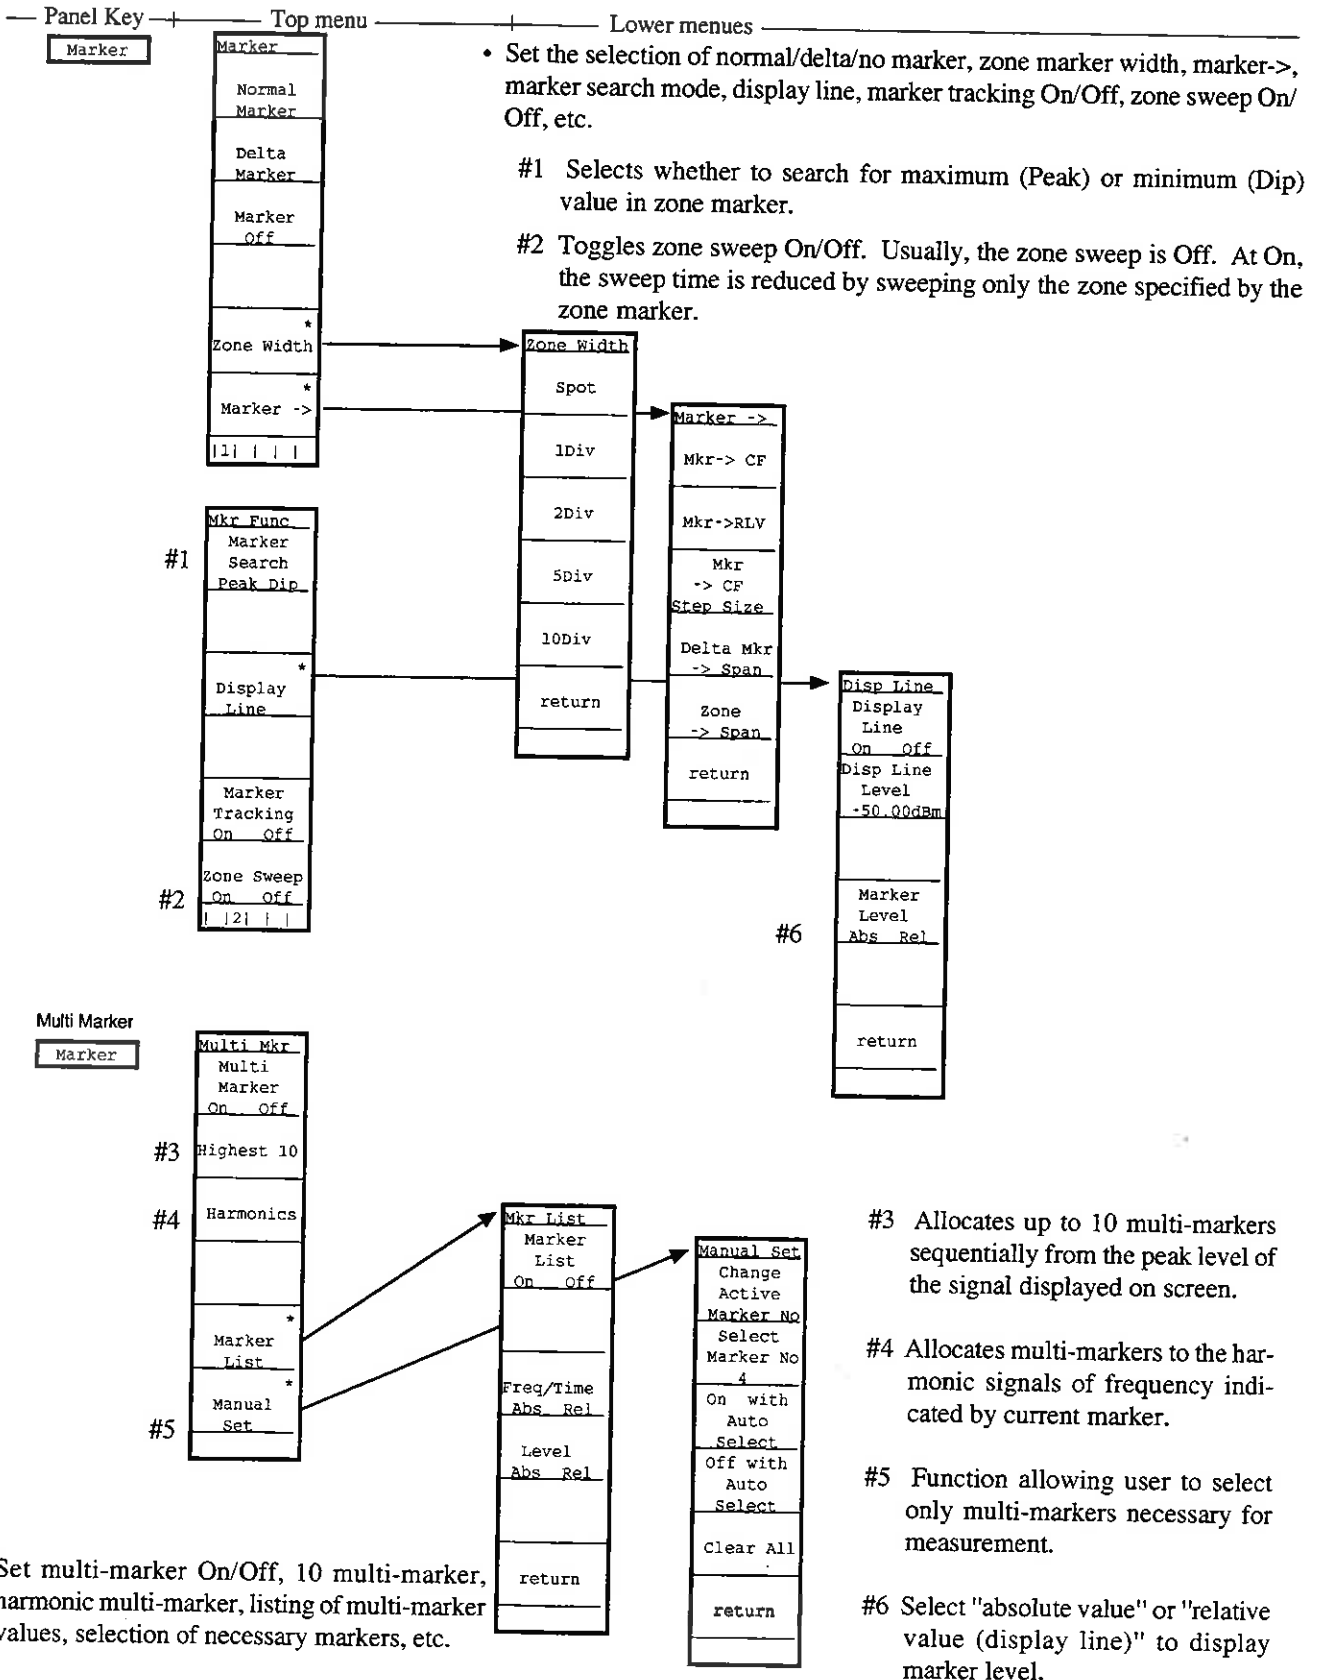 Panel Key
Top menu
Lower menues
Marker
Marker
Normal
Marker
Delta
Marker
Marker
Off
*
Zone Width
*
Marker ->
|1| | | |
• Set the selection of normal/delta/no marker, zone marker width, marker->,
marker search mode, display line, marker tracking On/Off, zone sweep On/
Off, etc.
#1 Selects whether to search for maximum (Peak) or minimum (Dip)
value in zone marker.
#2 Toggles zone sweep On/Off. Usually, the zone sweep is Off. At On,
the sweep time is reduced by sweeping only the zone specified by the
zone marker.
Zone Width
Spot
1Div
2Div
5Div
10Div
return
Marker ->
Mkr-> CF
Mkr->RLV
Mkr
-> CF
Step Size
Delta Mkr
-> Span
Zone
-> Span
return
Mkr Func
#1
Marker
Search
Peak Dip
*
Display
Line
Marker
Tracking
On Off
#2
Zone Sweep
On Off
| |2| | |
Disp Line
Display
Line
On Off
Disp Line
Level
-50.00dBm
#6
Marker
Level
Abs Rel
return
Multi Marker
Marker
Multi Mkr
Multi
Marker
On Off
#3
Highest 10
#4
Harmonics
*
Marker
List
*
#5
Manual
Set
Mkr List
Marker
List
On Off
Freq/Time
Abs Rel
Level
Abs Rel
return
Manual Set
Change
Active
Marker No
Select
Marker No
4
On with
Auto
Select
Off with
Auto
Select
Clear All
return
#3 Allocates up to 10 multi-markers
sequentially from the peak level of
the signal displayed on screen.
#4 Allocates multi-markers to the har-
monic signals of frequency indi-
cated by current marker.
#5 Function allowing user to select
only multi-markers necessary for
measurement.
#6 Select "absolute value" or "relative
value (display line)" to display
marker level.
Set multi-marker On/Off, 10 multi-marker,
harmonic multi-marker, listing of multi-marker
values, selection of necessary markers, etc.